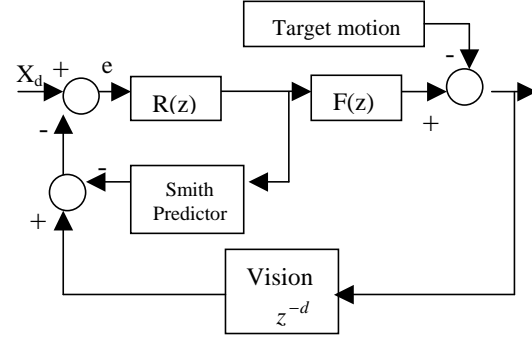 Target motion
X_d
+
e
R(z)
F(z)
-
+
-
-
Smith
Predictor
+
Vision
z^{-d}